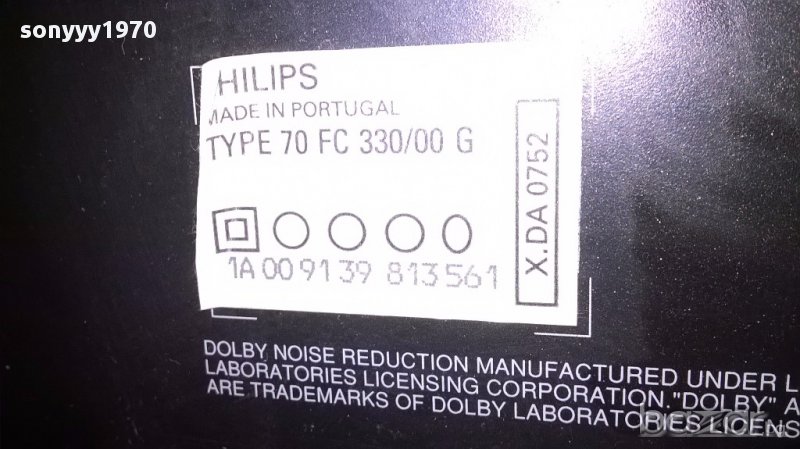 sonyyy1970
HILIPS
MADE IN PORTUGAL
TYPE 70 FC 330/00 G
X.DA 0752
1A 00 91 39 813 561
DOLBY NOISE REDUCTION MANUFACTURED UNDER L
LABORATORIES LICENSING CORPORATION."DOLBY" A
ARE TRADEMARKS OF DOLBY LABORATORIES LICENS
bazar